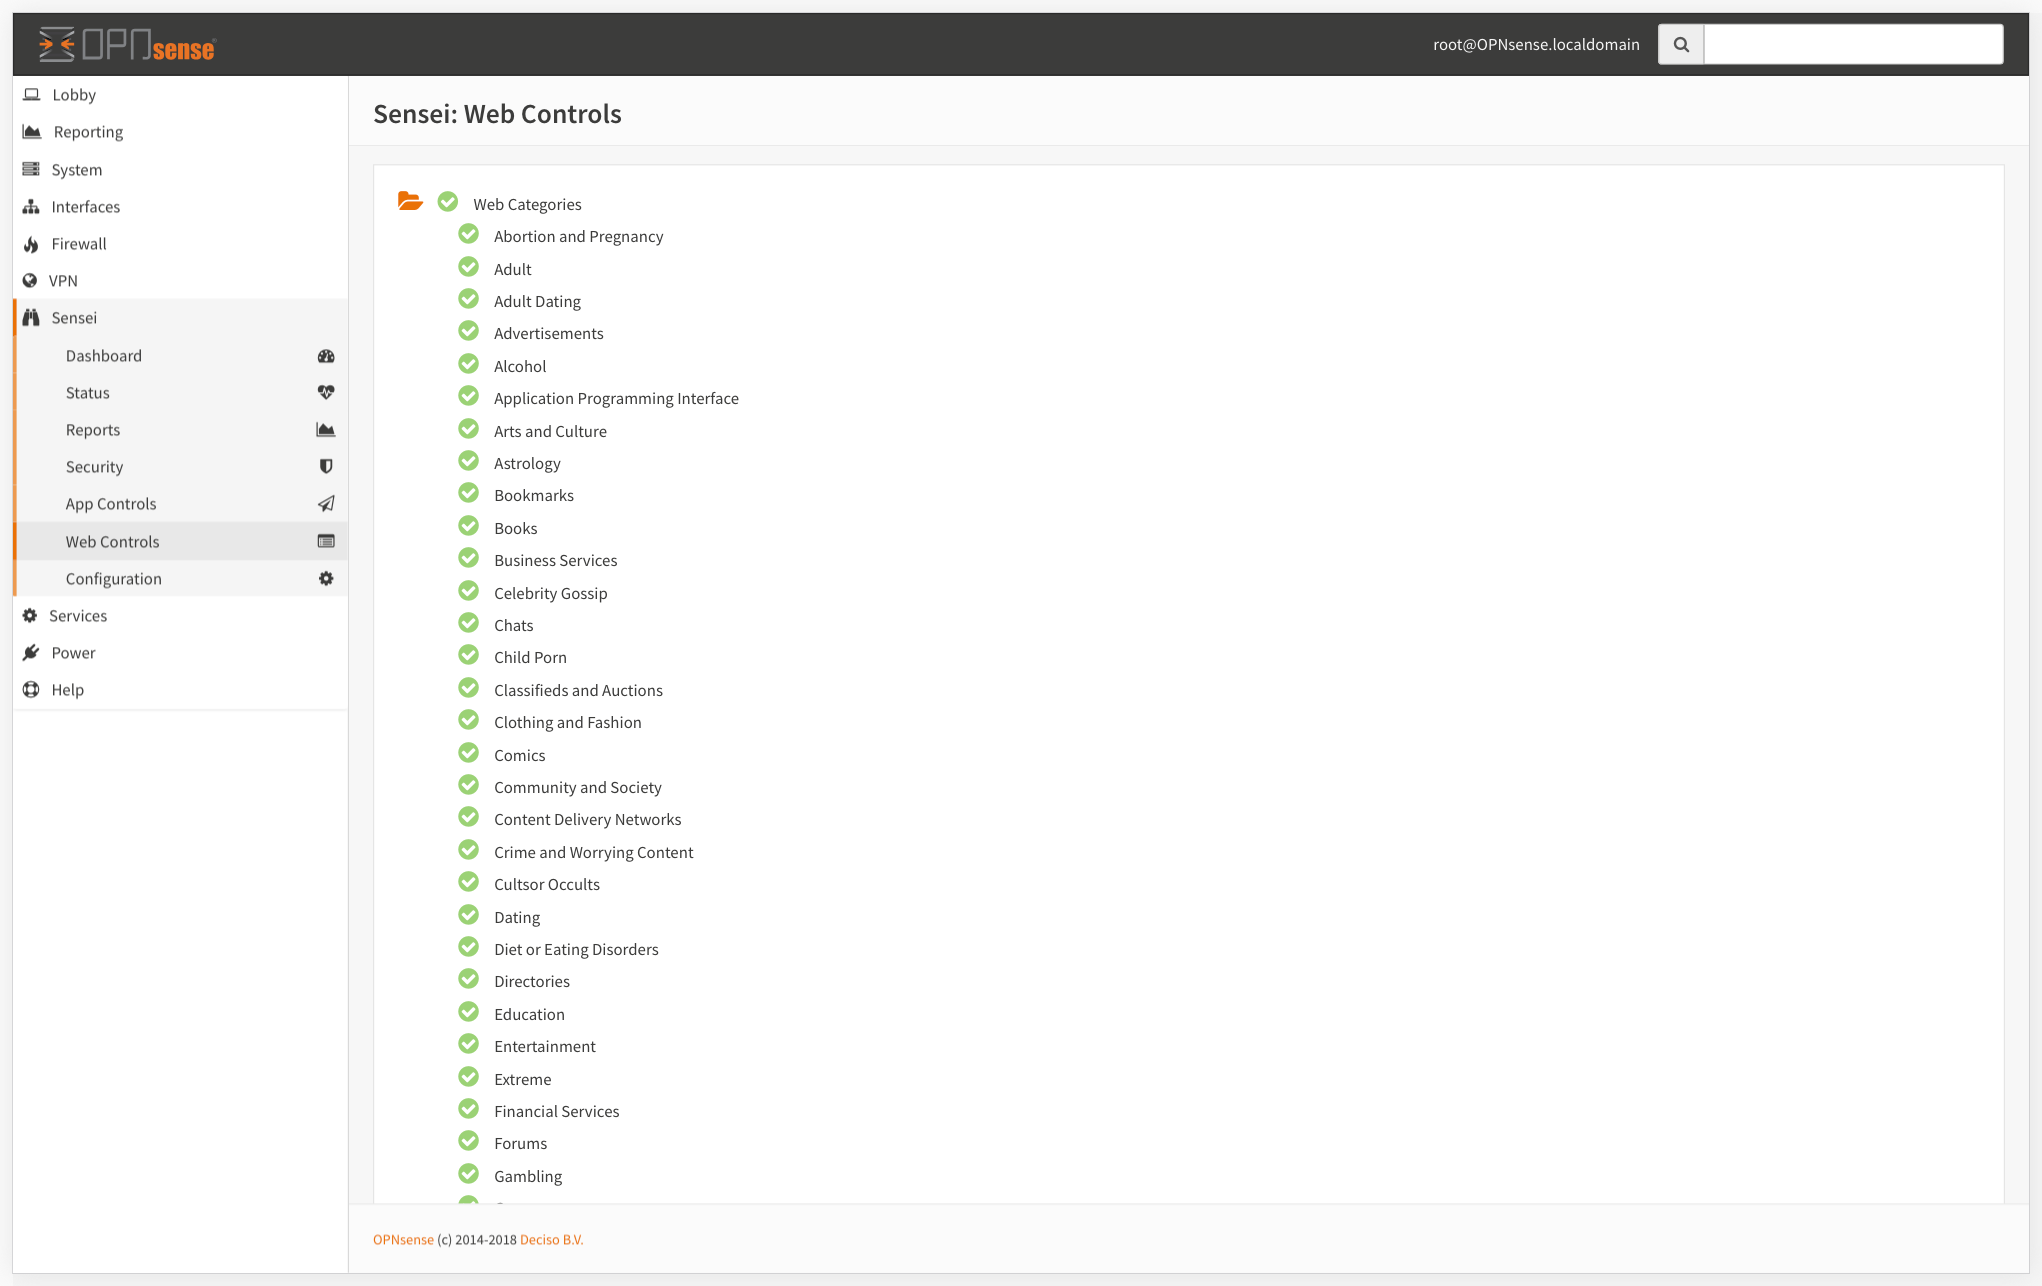 OPNsense
root@OPNsense.localdomain
Lobby
Reporting
System
Interfaces
Firewall
VPN
Sensei
Dashboard
Status
Reports
Security
App Controls
Web Controls
Configuration
Services
Power
Help
Sensei: Web Controls
Web Categories
Abortion and Pregnancy
Adult
Adult Dating
Advertisements
Alcohol
Application Programming Interface
Arts and Culture
Astrology
Bookmarks
Books
Business Services
Celebrity Gossip
Chats
Child Porn
Classifieds and Auctions
Clothing and Fashion
Comics
Community and Society
Content Delivery Networks
Crime and Worrying Content
Cultsor Occults
Dating
Diet or Eating Disorders
Directories
Education
Entertainment
Extreme
Financial Services
Forums
Gambling
OPNsense (c) 2014-2018 Deciso B.V.